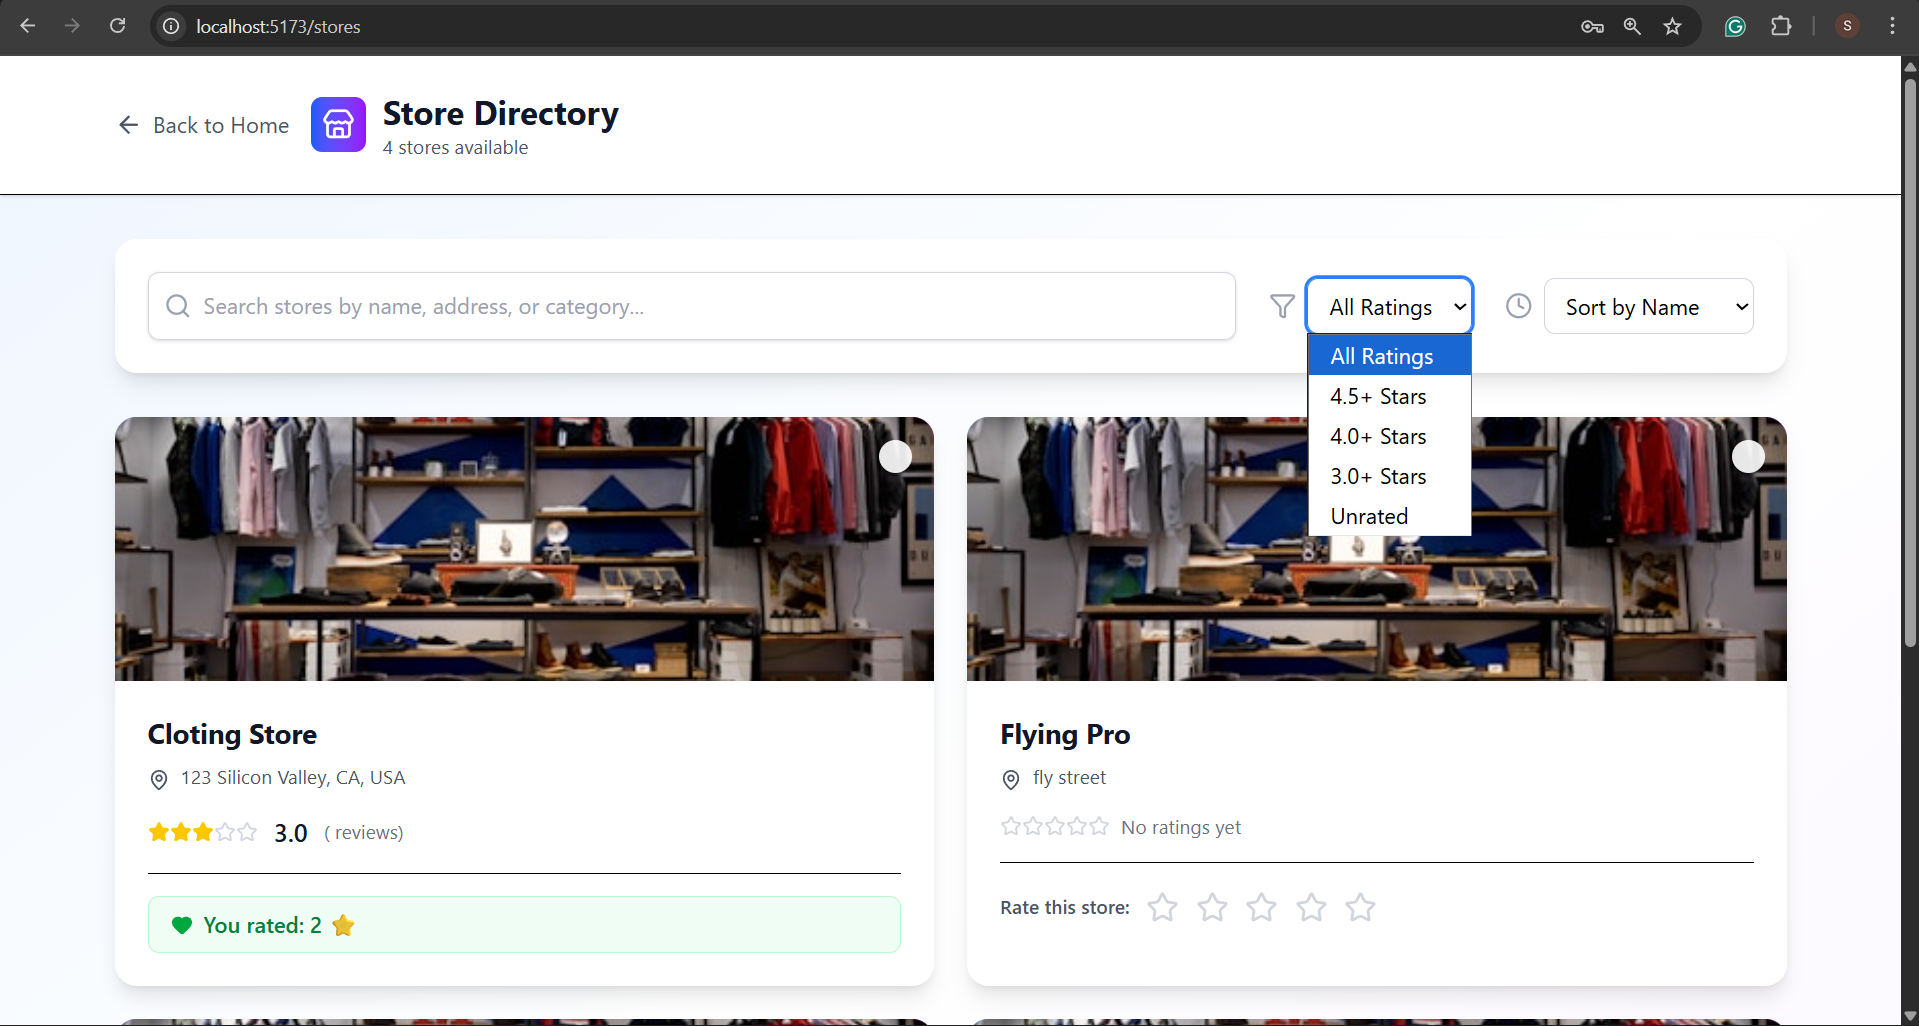 localhost:5173/stores
S
Back to Home
Store Directory
4 stores available
Search stores by name, address, or category...
All Ratings
Sort by Name
All Ratings
4.5+ Stars
4.0+ Stars
3.0+ Stars
Unrated
Cloting Store
123 Silicon Valley, CA, USA
3.0 ( reviews)
You rated: 2
Flying Pro
fly street
No ratings yet
Rate this store: